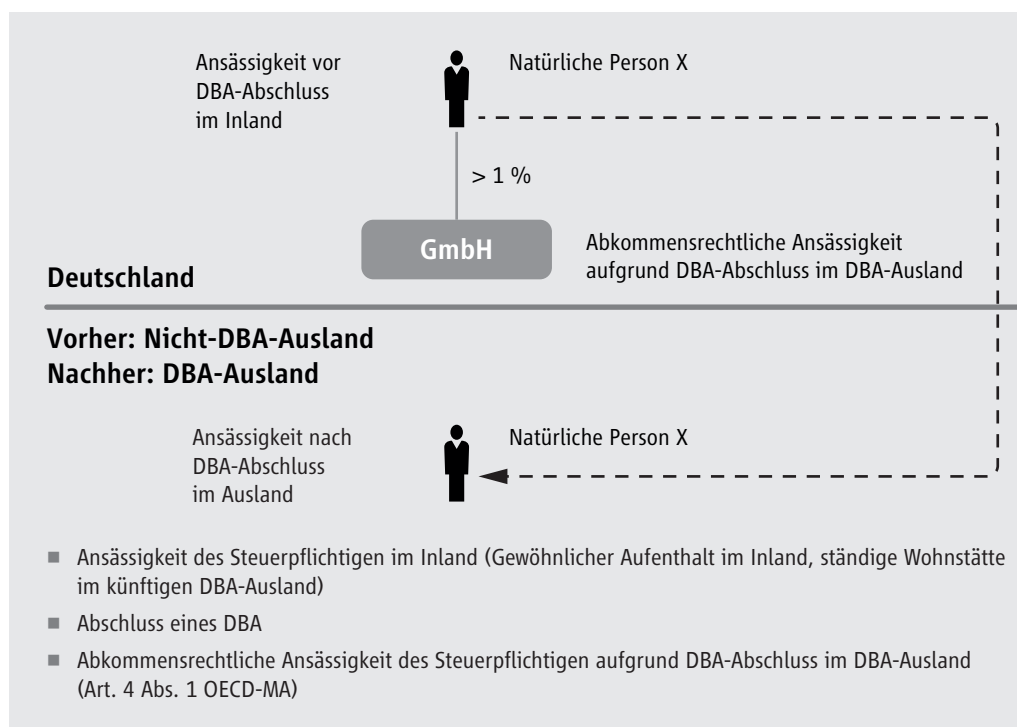 Ansässigkeit vor
DBA-Abschluss
im Inland
Natürliche Person X
> 1 %
GmbH
Abkommensrechtliche Ansässigkeit
aufgrund DBA-Abschluss im DBA-Ausland
Deutschland
Vorher: Nicht-DBA-Ausland
Nachher: DBA-Ausland
Ansässigkeit nach
DBA-Abschluss
im Ausland
Natürliche Person X
■ Ansässigkeit des Steuerpflichtigen im Inland (Gewöhnlicher Aufenthalt im Inland, ständige Wohnstätte
im künftigen DBA-Ausland)
■ Abschluss eines DBA
■ Abkommensrechtliche Ansässigkeit des Steuerpflichtigen aufgrund DBA-Abschluss im DBA-Ausland
(Art. 4 Abs. 1 OECD-MA)